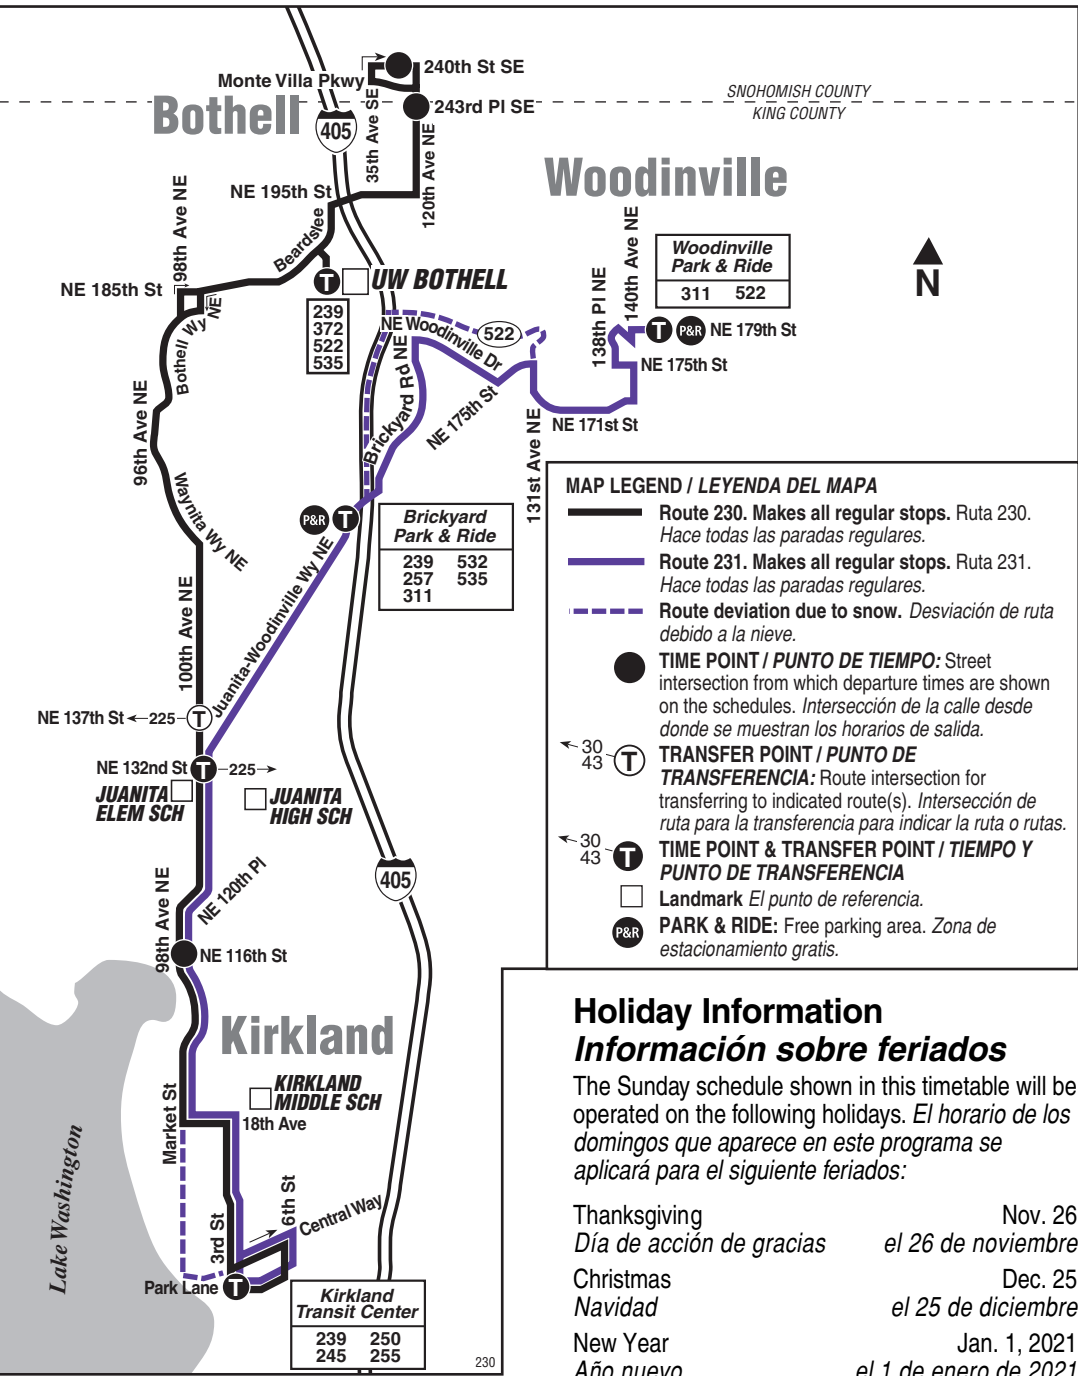 240th St SE
Monte Villa Pkwy
Bothell
243rd Pl SE
SNOHOMISH COUNTY
KING COUNTY
405
35th Ave SE
120th Ave NE
Woodinville
NE 195th St
98th Ave NE
Beardslee
NE 185th St
Bothell Wy NE
T
UW BOTHELL
239
372
522
535
NE Woodinville Dr
522
138th Pl NE
140th Ave NE
Woodinville
Park & Ride
311 522
T P&R NE 179th St
NE 175th St
N
Brickyard Rd NE
NE 175th St
131st Ave NE
NE 171st St
96th Ave NE
Waynita Wy NE
P&R T
Brickyard
Park & Ride
239 532
257 535
311
100th Ave NE
Juanita-Woodinville Wy NE
NE 137th St 225 T
NE 132nd St T 225
JUANITA
ELEM SCH
JUANITA
HIGH SCH
405
98th Ave NE
NE 120th Pl
NE 116th St
Kirkland
KIRKLAND
MIDDLE SCH
18th Ave
Market St
Lake Washington
3rd St
6th St
Central Way
Park Lane T
Kirkland
Transit Center
239 250
245 255
230
MAP LEGEND / LEYENDA DEL MAPA
Route 230. Makes all regular stops. Ruta 230.
Hace todas las paradas regulares.
Route 231. Makes all regular stops. Ruta 231.
Hace todas las paradas regulares.
Route deviation due to snow. Desviación de ruta
debido a la nieve.
TIME POINT / PUNTO DE TIEMPO: Street
intersection from which departure times are shown
on the schedules. Intersección de la calle desde
donde se muestran los horarios de salida.
30
43 T
TRANSFER POINT / PUNTO DE
TRANSFERENCIA: Route intersection for
transferring to indicated route(s). Intersección de
ruta para la transferencia para indicar la ruta o rutas.
30
43 T
TIME POINT & TRANSFER POINT / TIEMPO Y
PUNTO DE TRANSFERENCIA
Landmark El punto de referencia.
P&R
PARK & RIDE: Free parking area. Zona de
estacionamiento gratis.
Holiday Information
Información sobre feriados
The Sunday schedule shown in this timetable will be
operated on the following holidays. El horario de los
domingos que aparece en este programa se
aplicará para el siguiente feriados:
Thanksgiving Nov. 26
Día de acción de gracias el 26 de noviembre
Christmas Dec. 25
Navidad el 25 de diciembre
New Year Jan. 1, 2021
Año nuevo el 1 de enero de 2021